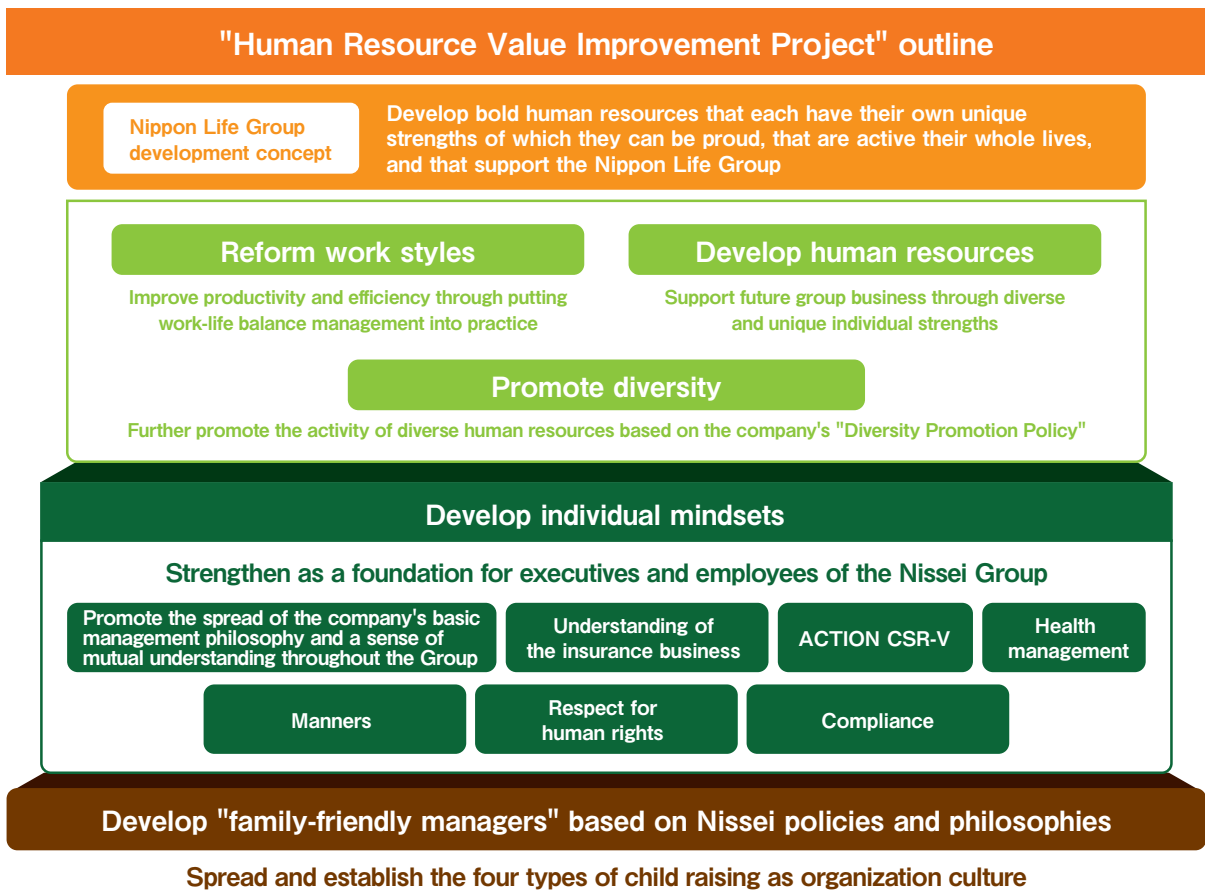 "Human Resource Value Improvement Project" outline
Nippon Life Group
development concept
Develop bold human resources that each have their own unique
strengths of which they can be proud, that are active their whole lives,
and that support the Nippon Life Group
Reform work styles
Improve productivity and efficiency through putting
work-life balance management into practice
Develop human resources
Support future group business through diverse
and unique individual strengths
Promote diversity
Further promote the activity of diverse human resources based on the company's "Diversity Promotion Policy"
Develop individual mindsets
Strengthen as a foundation for executives and employees of the Nissei Group
Promote the spread of the company's basic
management philosophy and a sense of
mutual understanding throughout the Group
Understanding of
the insurance business
ACTION CSR-V
Health
management
Manners
Respect for
human rights
Compliance
Develop "family-friendly managers" based on Nissei policies and philosophies
Spread and establish the four types of child raising as organization culture